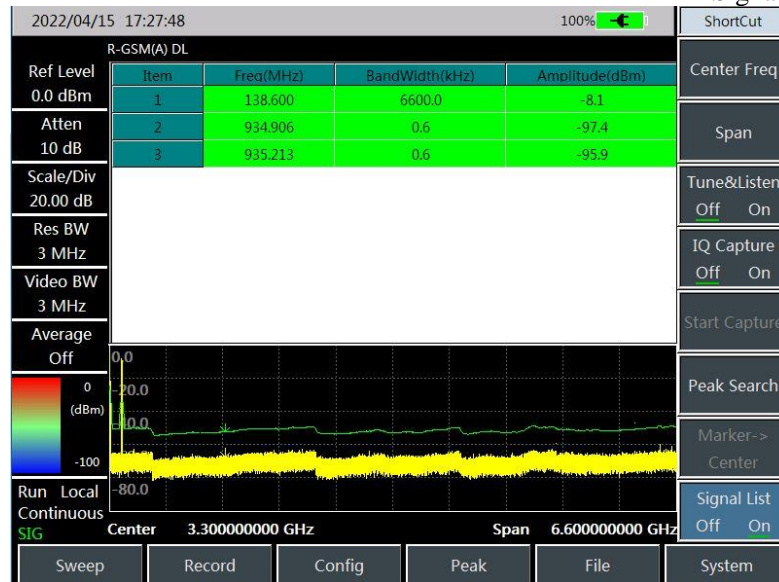 2022/04/15 17:27:48 100% ShortCut
R-GSM(A) DL
Ref Level
0.0 dBm
Atten
10 dB
Scale/Div
20.00 dB
Res BW
3 MHz
Video BW
3 MHz
Average
Off
0
(dBm)
-100
Run Local
Continuous
SIG
Item Freq(MHz) BandWidth(kHz) Amplitude(dBm)
1 138.600 6600.0 -8.1
2 934.906 0.6 -97.4
3 935.213 0.6 -95.9
0.0
-20.0
-80.0
Center 3.300000000 GHz Span 6.600000000 GHz
Center Freq
Span
Tune&Listen
Off On
IQ Capture
Off On
Start Capture
Peak Search
Marker->
Center
Signal List
Off On
Sweep Record Config Peak File System